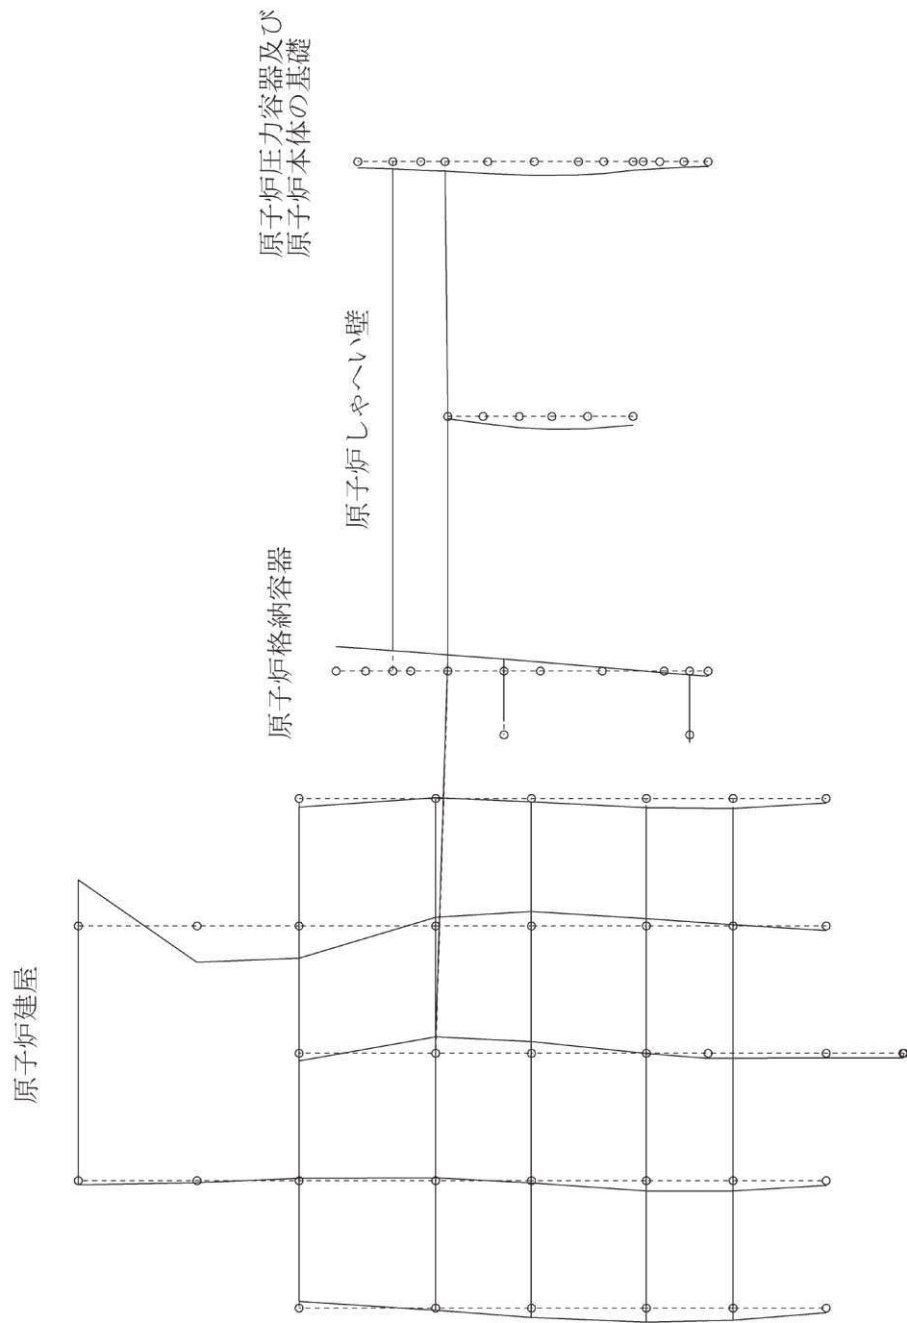 原子炉建屋
原子炉格納容器
原子炉しゃへい壁
原子炉圧力容器及び
原子炉本体の基礎